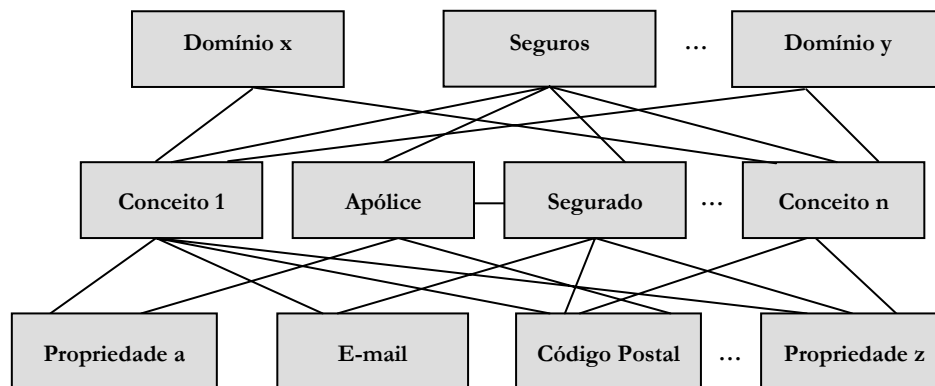 Domínio x Seguros ... Domínio y
Conceito 1 Apólice Segurado ... Conceito n
Propriedade a E-mail Código Postal ... Propriedade z